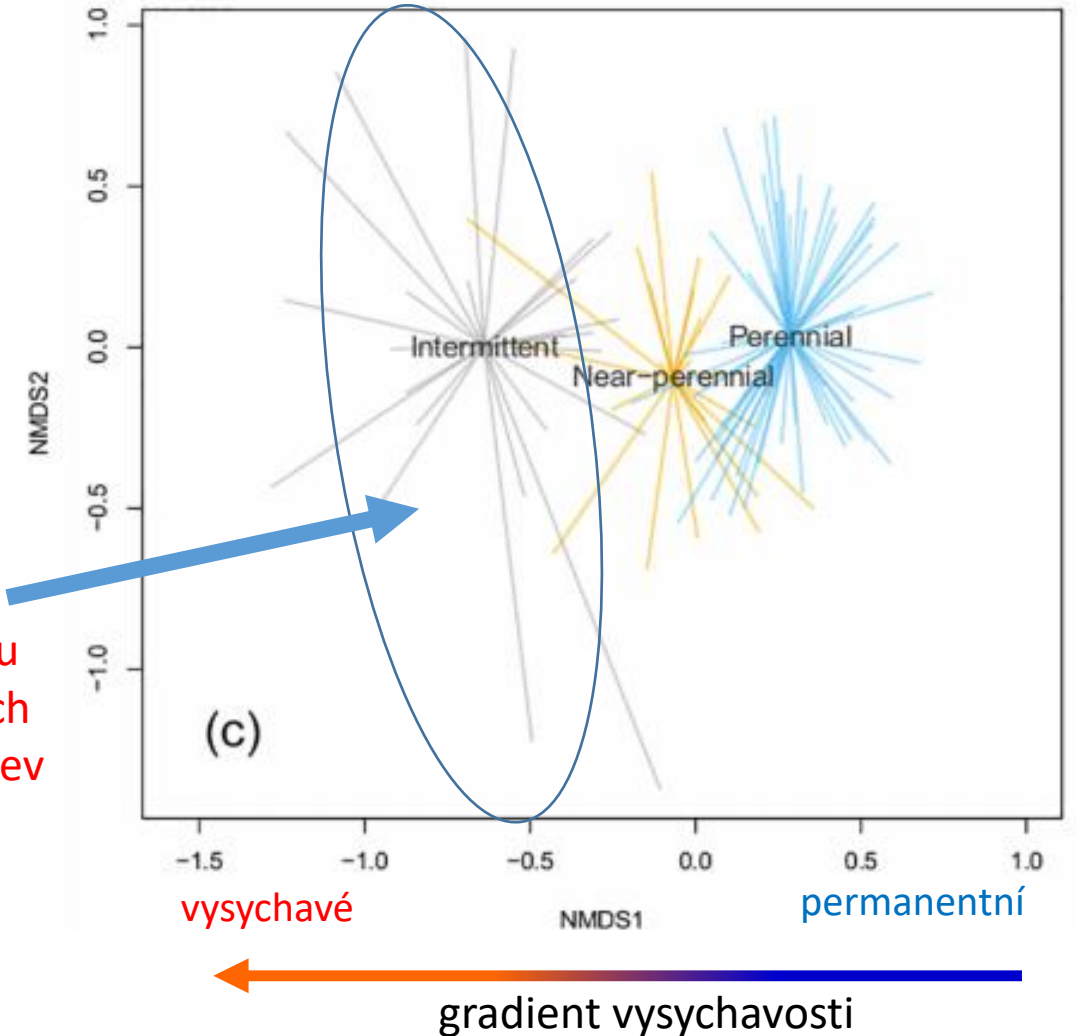 1.0
0.5
0.0
−0.5
−1.0
NMDS2
Intermittent
Near−perennial
Perennial
(c)
u
ch
ev
−1.5 −1.0 −0.5 0.0 0.5 1.0
vysychavé
NMDS1
permanentní
gradient vysychavosti